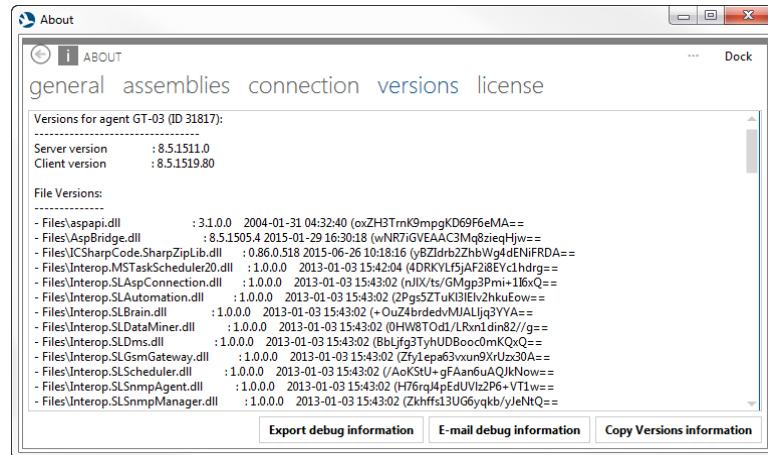 About
i ABOUT ... Dock
general assemblies connection versions license
Versions for agent GT-03 (ID 31817):
---------------------------------
Server version : 8.5.1511.0
Client version : 8.5.1519.80
File Versions:
-------------
- Files\aspapi.dll : 3.1.0.0 2004-01-31 04:32:40 (oxZH3TrnK9mpgKD69F6eMA==
- Files\AspBridge.dll : 8.5.1505.4 2015-01-29 16:30:18 (wNR7iGVEAAC3Mq8zieqHjw==
- Files\ICSharpCode.SharpZipLib.dll : 0.86.0.518 2015-06-26 10:18:16 (yBZIdrb2ZhbWg4dENiFRDA==
- Files\Interop.MSTaskScheduler20.dll : 1.0.0.0 2013-01-03 15:42:04 (4DRKYLf5jAF2i8EYc1hdrg==
- Files\Interop.SLAspConnection.dll : 1.0.0.0 2013-01-03 15:43:02 (nJIX/ts/GMgp3Pmi+1I6xQ==
- Files\Interop.SLAutomation.dll : 1.0.0.0 2013-01-03 15:43:02 (2Pgs5ZTuKI3IEIv2hkuEow==
- Files\Interop.SLBrain.dll : 1.0.0.0 2013-01-03 15:43:02 (+OuZ4brdedvMJALIjq3YYA==
- Files\Interop.SLDataMiner.dll : 1.0.0.0 2013-01-03 15:43:02 (0HW8TOd1/LRxn1din82//g==
- Files\Interop.SLDms.dll : 1.0.0.0 2013-01-03 15:43:02 (BbLjfg3TyhUDBooc0mKQxQ==
- Files\Interop.SLGsmGateway.dll : 1.0.0.0 2013-01-03 15:43:02 (Zfy1epa63vxun9XrUzx30A==
- Files\Interop.SLScheduler.dll : 1.0.0.0 2013-01-03 15:43:02 (/AoKStU+gFAan6uAQJkNow==
- Files\Interop.SLSnmpAgent.dll : 1.0.0.0 2013-01-03 15:43:02 (H76rqJ4pEdUVIz2P6+VT1w==
- Files\Interop.SLSnmpManager.dll : 1.0.0.0 2013-01-03 15:43:02 (Zkhffs13UG6yqkb/yJeNtQ==
Export debug information E-mail debug information Copy Versions information